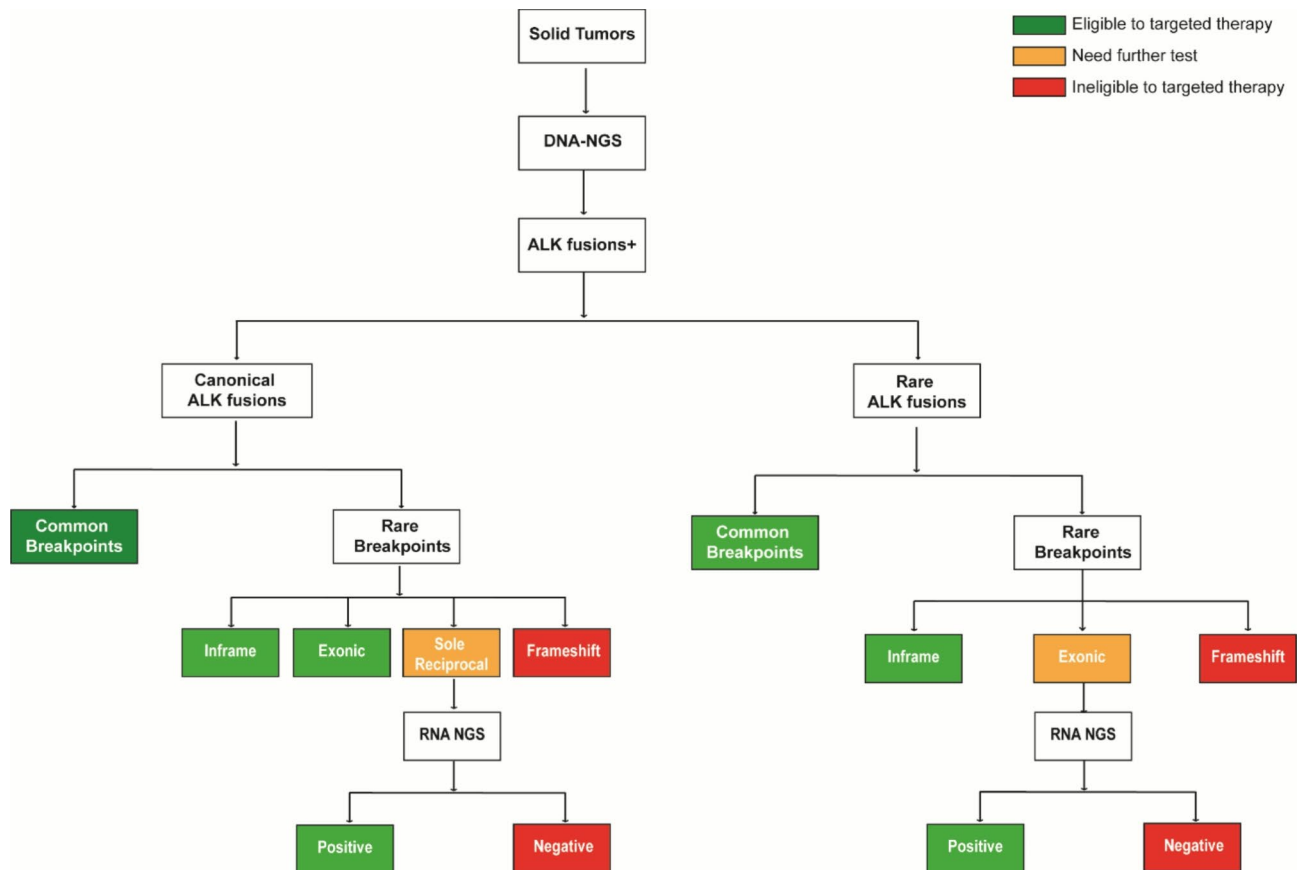 Solid Tumors
Eligible to targeted therapy
Need further test
Ineligible to targeted therapy
DNA-NGS
ALK fusions+
Canonical
ALK fusions
Rare
ALK fusions
Common
Breakpoints
Rare
Breakpoints
Common
Breakpoints
Rare
Breakpoints
Inframe
Exonic
Sole
Reciprocal
Frameshift
Inframe
Exonic
Frameshift
RNA NGS
RNA NGS
Positive
Negative
Positive
Negative